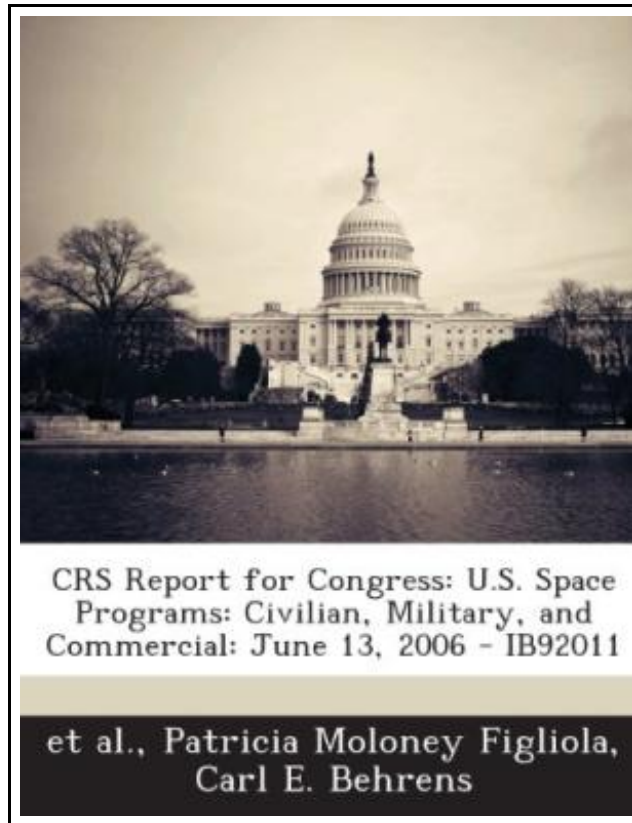 CRS Report for Congress: U.S. Space
Programs: Civilian, Military, and
Commercial: June 13, 2006 - IB92011
et al., Patricia Moloney Figliola,
Carl E. Behrens